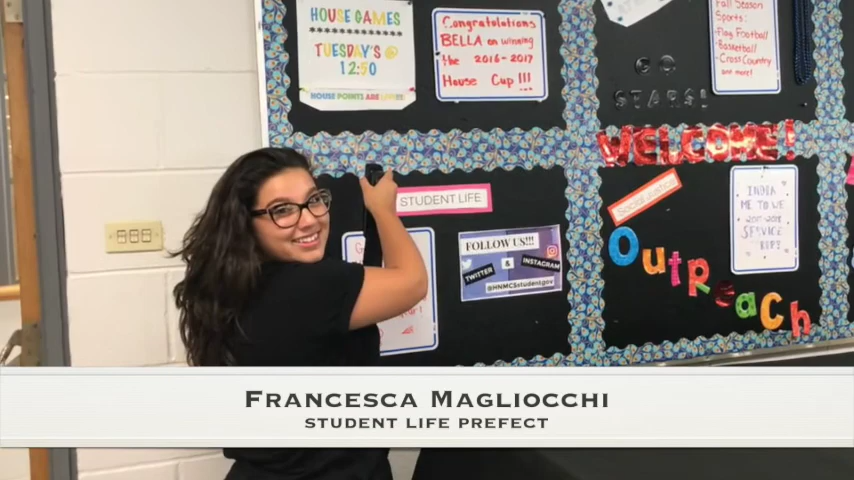 HOUSE GAMES
TUESDAY'S @
12:50
HOUSE POINTS ARE
Congratulations
BELLA on winning
the 2016-2017
House Cup !!!
Fall Season
Sports:
-Flag Football
-Basketball
-Cross Country
and more!
GO
STARS!
WELCOME!
STUDENT LIFE
FOLLOW US!!!
TWITTER & INSTAGRAM
@HNMCSstudentgov
Social Justice
INDIA
ME TO WE
2017-2018
SERVICE
Outreach
FRANCESCA MAGLIOCCHI
STUDENT LIFE PREFECT